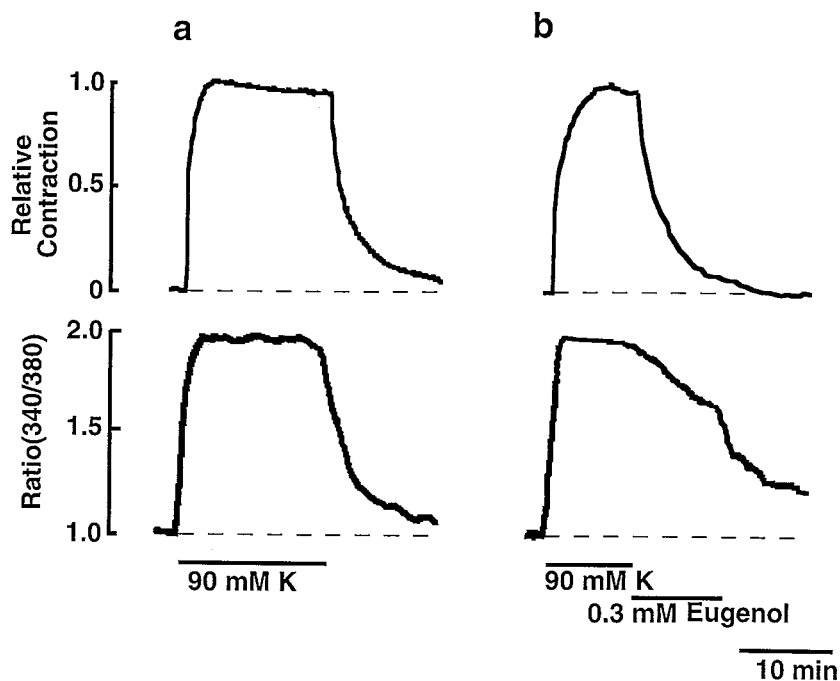 a
b
Relative
Contraction
1.0
0.5
0
Ratio(340/380)
2.0
1.5
1.0
90 mM K
90 mM K
0.3 mM Eugenol
10 min